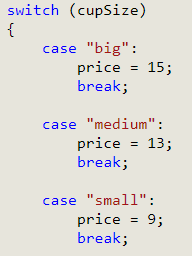 switch (cupSize)
{
case "big":
price = 15;
break;
case "medium":
price = 13;
break;
case "small":
price = 9;
break;